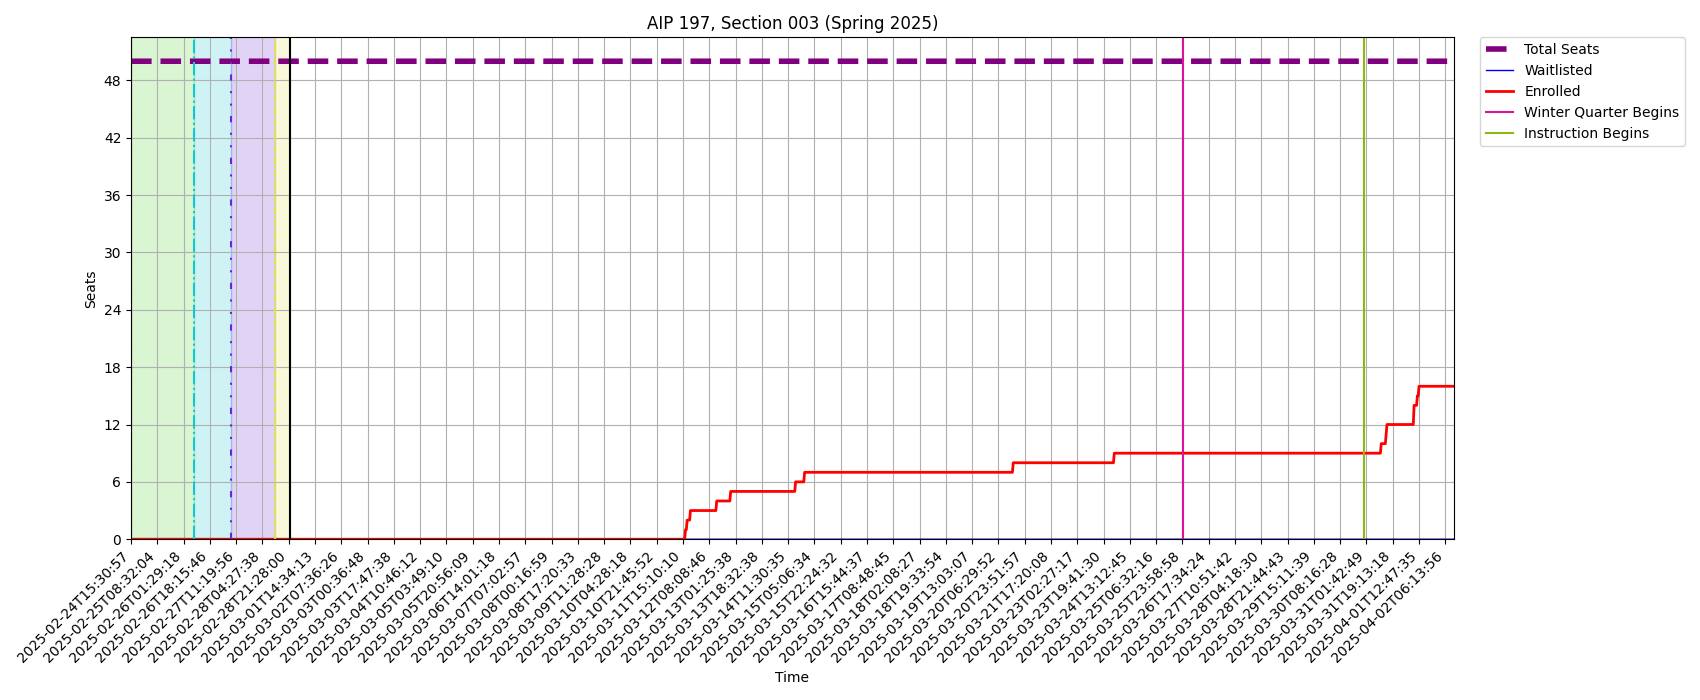 AIP 197, Section 003 (Spring 2025)
Total Seats
Waitlisted
Enrolled
Winter Quarter Begins
Instruction Begins
Seats
48
42
36
30
24
18
12
6
0
2025-02-24T15:30:57
2025-02-25T08:32:04
2025-02-26T01:29:18
2025-02-26T18:15:46
2025-02-27T11:19:56
2025-02-28T04:27:38
2025-02-28T21:28:00
2025-03-01T14:34:13
2025-03-02T07:36:26
2025-03-03T00:36:48
2025-03-03T17:47:38
2025-03-04T10:46:12
2025-03-05T03:49:10
2025-03-05T20:56:09
2025-03-06T14:01:18
2025-03-07T07:02:57
2025-03-08T00:16:59
2025-03-08T17:20:33
2025-03-09T11:28:28
2025-03-10T04:28:18
2025-03-10T21:45:52
2025-03-11T15:10:10
2025-03-12T08:08:46
2025-03-13T01:25:38
2025-03-13T18:32:38
2025-03-14T11:30:35
2025-03-15T05:06:34
2025-03-15T22:24:32
2025-03-16T15:44:37
2025-03-17T08:48:45
2025-03-18T02:08:27
2025-03-18T19:33:54
2025-03-19T13:03:07
2025-03-20T06:29:52
2025-03-20T23:51:57
2025-03-21T17:20:08
2025-03-23T02:27:17
2025-03-23T19:41:30
2025-03-24T13:12:45
2025-03-25T06:32:16
2025-03-25T23:58:58
2025-03-26T17:34:24
2025-03-27T10:51:42
2025-03-28T04:18:30
2025-03-28T21:44:43
2025-03-29T15:11:39
2025-03-30T08:16:28
2025-03-31T01:42:49
2025-03-31T19:13:18
2025-04-01T12:47:35
2025-04-02T06:13:56
Time